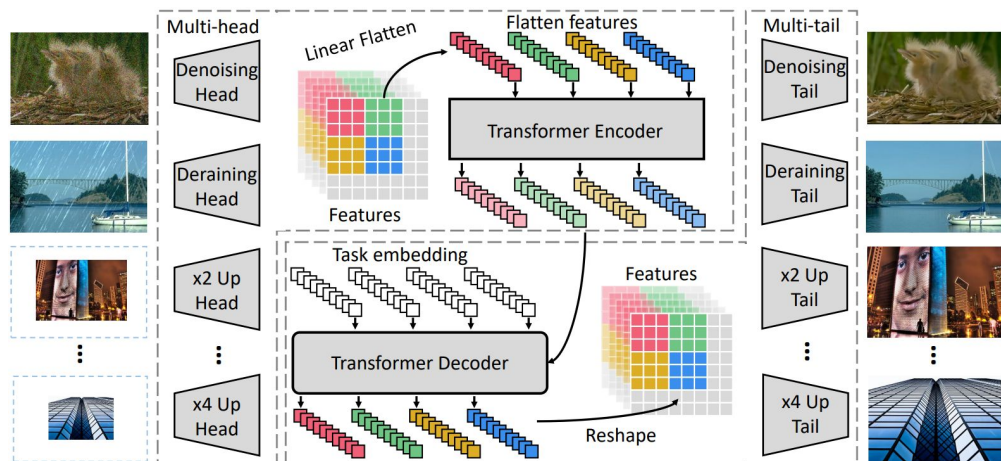 Multi-head
Denoising
Head
Deraining
Head
x2 Up
Head
...
x4 Up
Head
Linear Flatten
Features
Flatten features
Transformer Encoder
Task embedding
Transformer Decoder
Features
Reshape
Multi-tail
Denoising
Tail
Deraining
Tail
x2 Up
Tail
...
x4 Up
Tail